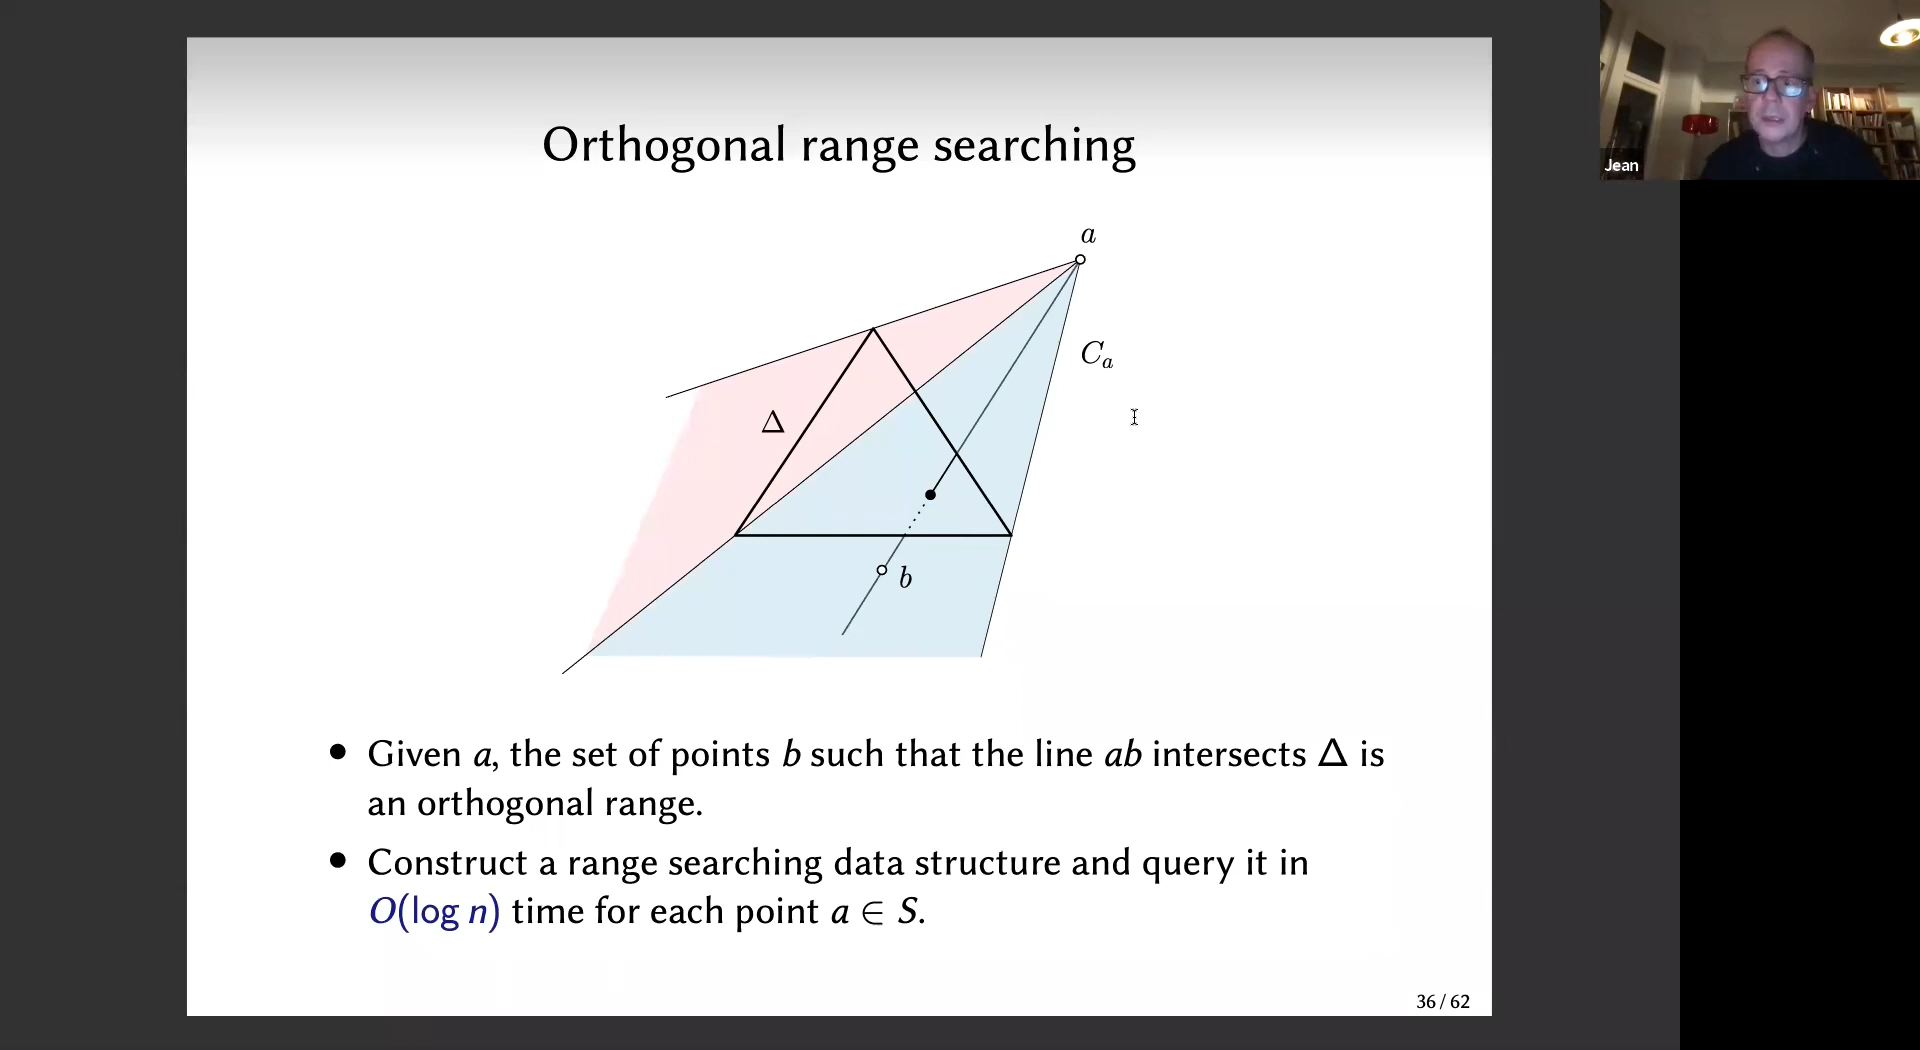 Orthogonal range searching
a
C_a
Δ
b
• Given a, the set of points b such that the line ab intersects Δ is
an orthogonal range.
• Construct a range searching data structure and query it in
O(log n) time for each point a ∈ S.
36 / 62
Jean